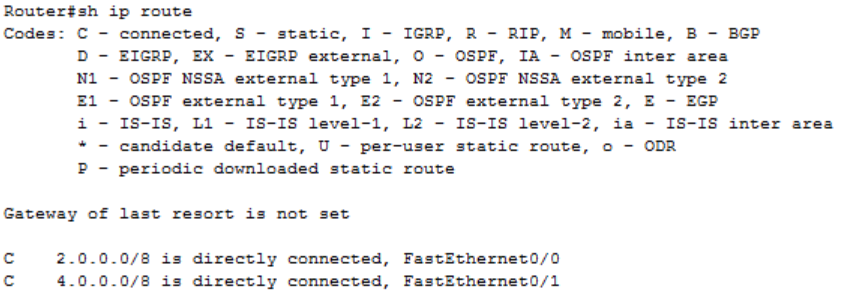 Router#sh ip route
Codes: C - connected, S - static, I - IGRP, R - RIP, M - mobile, B - BGP
D - EIGRP, EX - EIGRP external, O - OSPF, IA - OSPF inter area
N1 - OSPF NSSA external type 1, N2 - OSPF NSSA external type 2
E1 - OSPF external type 1, E2 - OSPF external type 2, E - EGP
i - IS-IS, L1 - IS-IS level-1, L2 - IS-IS level-2, ia - IS-IS inter area
* - candidate default, U - per-user static route, o - ODR
P - periodic downloaded static route
Gateway of last resort is not set
C 2.0.0.0/8 is directly connected, FastEthernet0/0
C 4.0.0.0/8 is directly connected, FastEthernet0/1